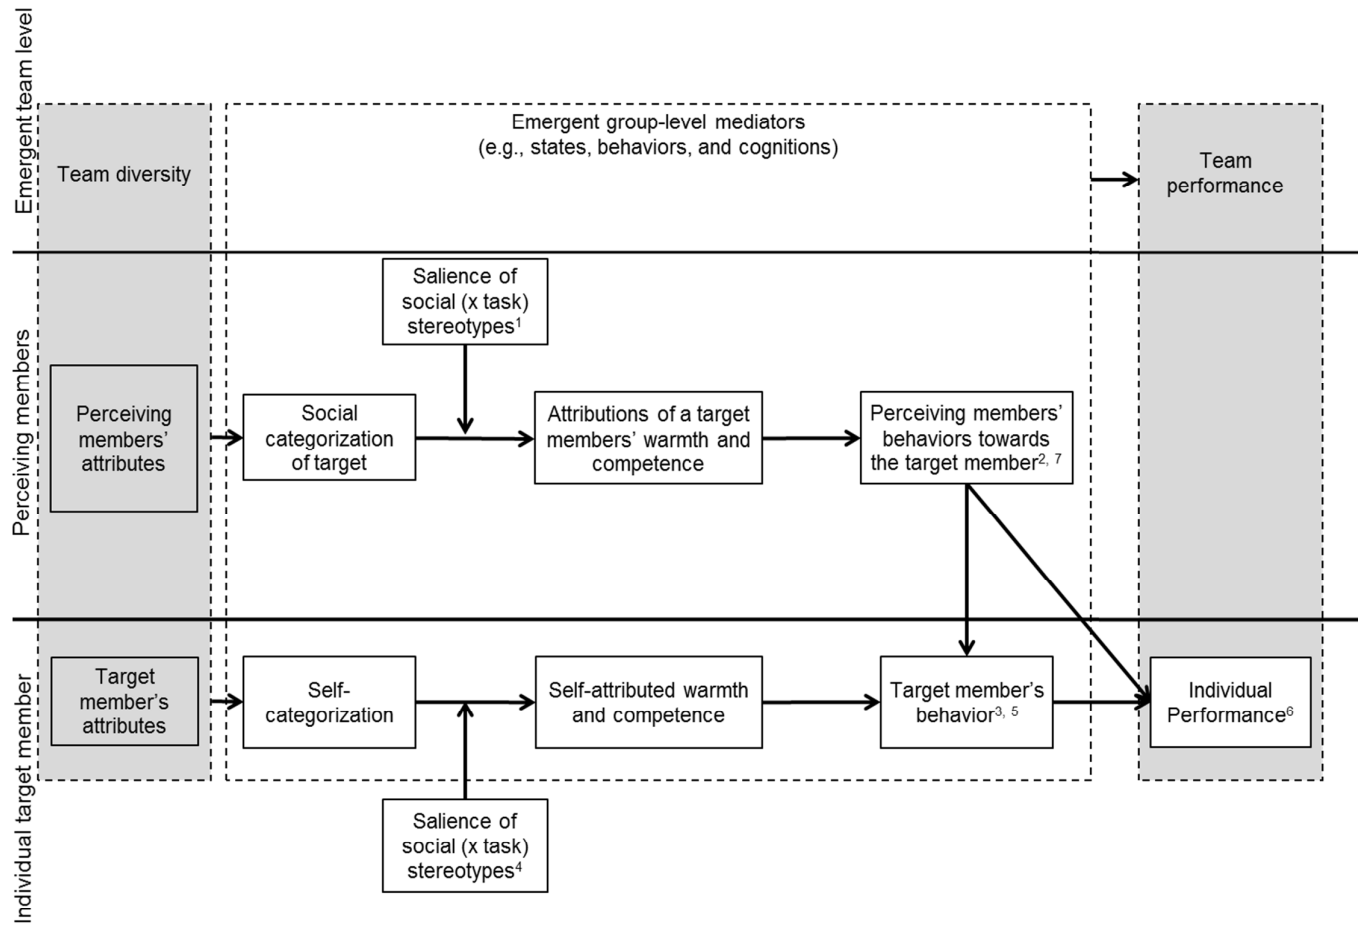 Emergent team level
Team diversity
Emergent group-level mediators
(e.g., states, behaviors, and cognitions)
Team
performance
Perceiving members
Salience of
social (x task)
stereotypes1
Perceiving
members’
attributes
Social
categorization
of target
Attributions of a target
members’ warmth and
competence
Perceiving members’
behaviors towards
the target member2, 7
Individual target member
Target
member’s
attributes
Self-
categorization
Self-attributed warmth
and competence
Target member’s
behavior3, 5
Individual
Performance6
Salience of
social (x task)
stereotypes4